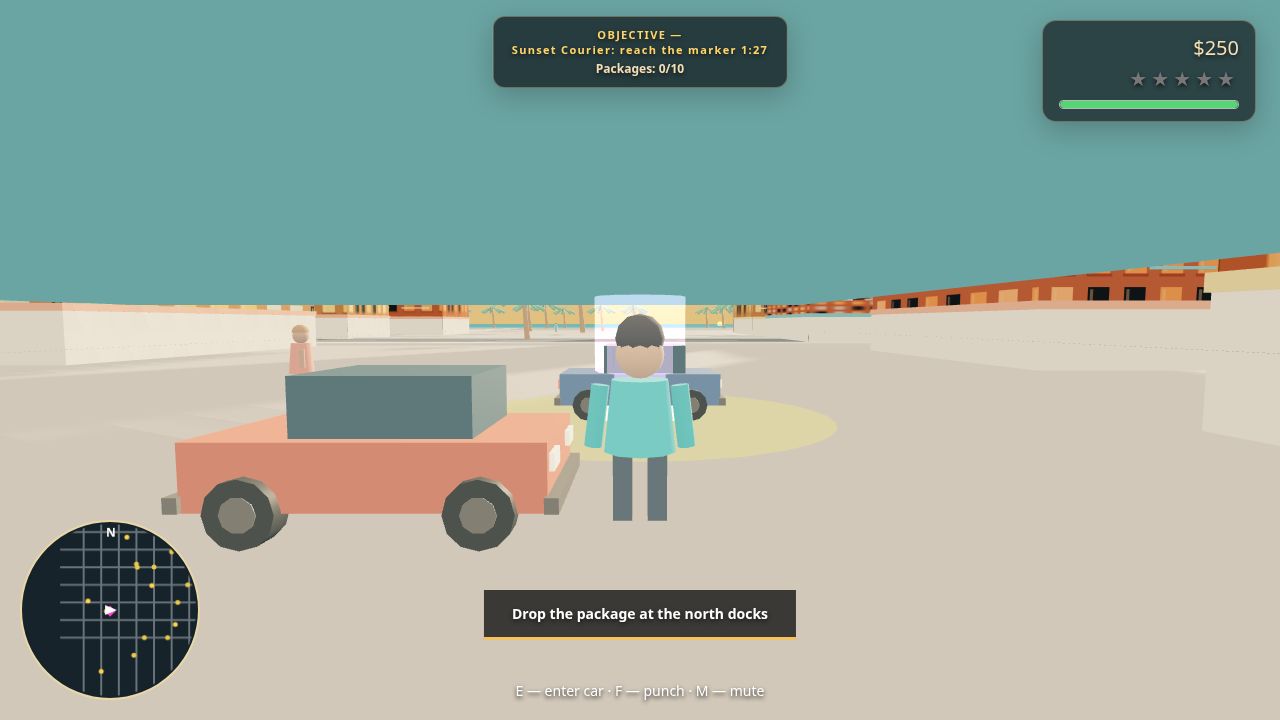 OBJECTIVE —
Sunset Courier: reach the marker 1:27
Packages: 0/10
$250
★★★★★
N
Drop the package at the north docks
E — enter car · F — punch · M — mute